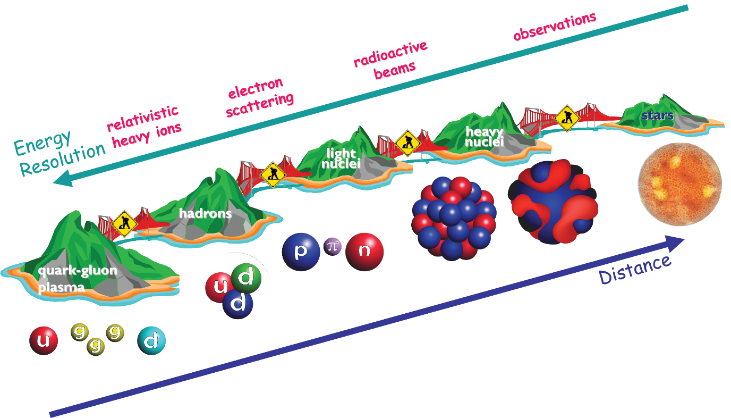 observations
radioactive
beams
electron
scattering
relativistic
heavy ions
Energy
Resolution
stars
heavy
nuclei
light
nuclei
hadrons
quark-gluon
plasma
p π n
u d
d
u g g g d
Distance